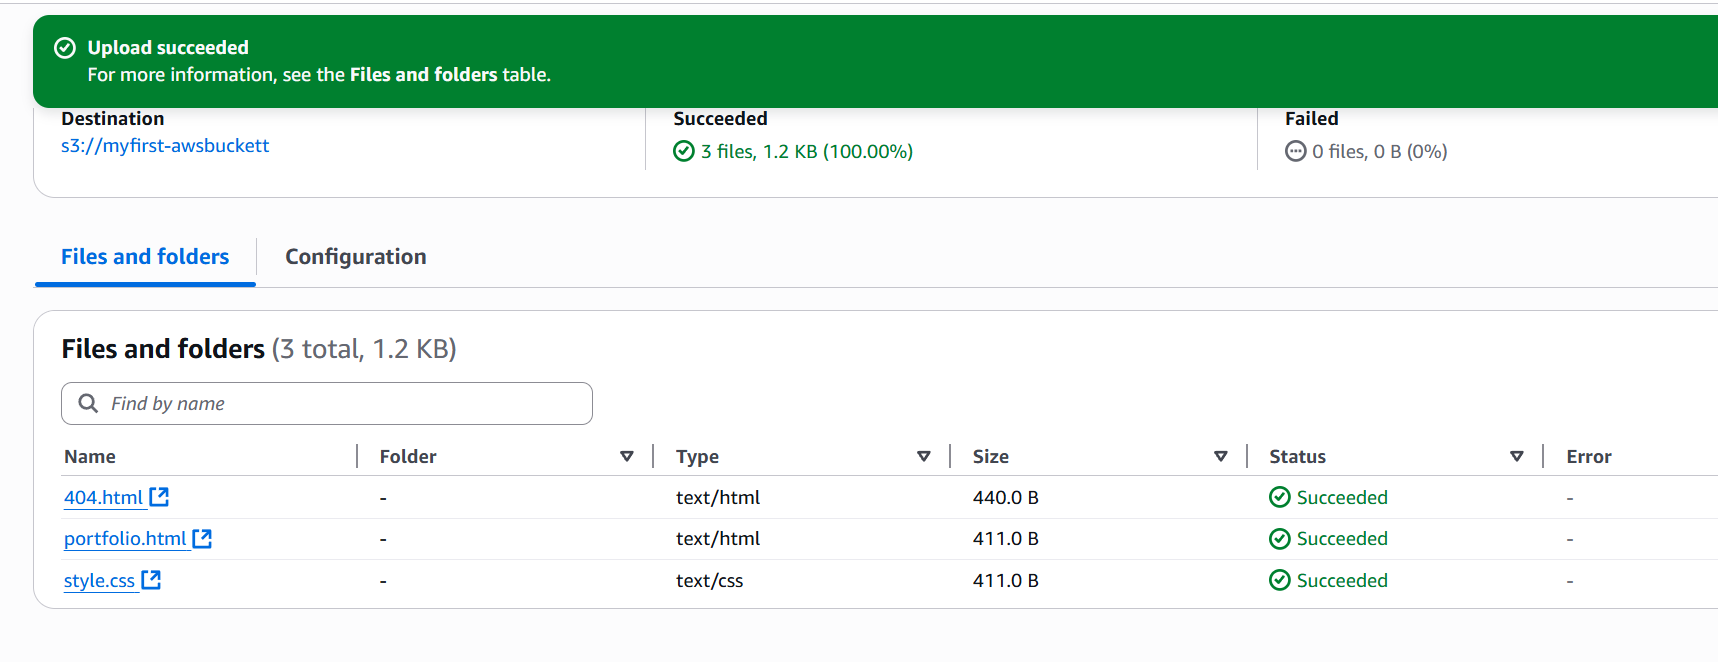 Upload succeeded
For more information, see the Files and folders table.
Destination
s3://myfirst-awsbuckett
Succeeded
3 files, 1.2 KB (100.00%)
Failed
0 files, 0 B (0%)
Files and folders
Configuration
Files and folders (3 total, 1.2 KB)
Find by name
Name Folder Type Size Status Error
404.html - text/html 440.0 B Succeeded -
portfolio.html - text/html 411.0 B Succeeded -
style.css - text/css 411.0 B Succeeded -